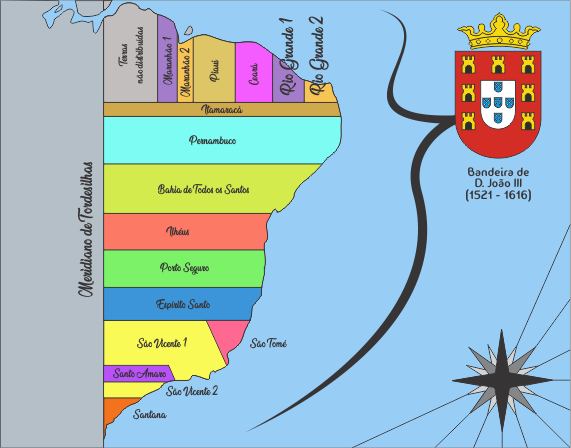 Terras
não distribuídas
Maranhão 1
Maranhão 2
Piauí
Ceará
Rio Grande 1
Rio Grande 2
Itamaracá
Pernambuco
Bahia de Todos os Santos
Ilhéus
Porto Seguro
Espírito Santo
São Vicente 1
São Tomé
Santo Amaro
São Vicente 2
Santana
Meridiano de Tordesilhas
Bandeira de
D. João III
(1521 - 1616)